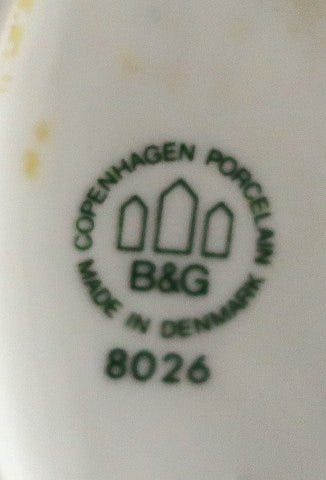 COPENHAGEN PORCELAIN
B&G
MADE IN DENMARK
8026